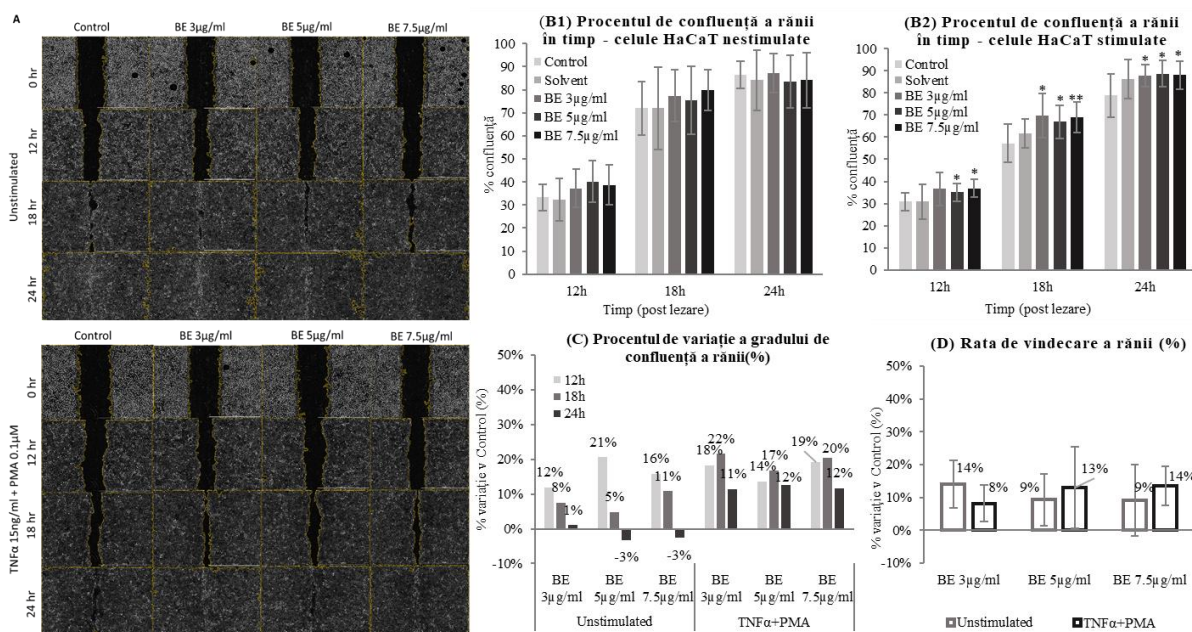 A
Control BE 3µg/ml BE 5µg/ml BE 7.5µg/ml
Unstimulated
0 hr
12 hr
18 hr
24 hr
Control BE 3µg/ml BE 5µg/ml BE 7.5µg/ml
TNFα 15ng/ml + PMA 0.1µM
0 hr
12 hr
18 hr
24 hr
(B1) Procentul de confluență a rănii
în timp - celule HaCaT nestimulate
% confluență
100
90
80
70
60
50
40
30
20
10
0
Control
Solvent
BE 3µg/ml
BE 5µg/ml
BE 7.5µg/ml
12h 18h 24h
Timp (post lezare)
(B2) Procentul de confluență a rănii
în timp - celule HaCaT stimulate
% confluență
100
90
80
70
60
50
40
30
20
10
0
Control
Solvent
BE 3µg/ml
BE 5µg/ml
BE 7.5µg/ml
* *
* * **
* * *
12h 18h 24h
Timp (post lezare)
(C) Procentul de variație a gradului de
confluență a rănii(%)
% variație v Control (%)
50%
40%
30%
20%
10%
0%
-10%
12h
18h
24h
12% 8% 1% 21% 5% -3% 16% 11% -3% 18% 22% 11% 14% 17% 12% 19% 20% 12%
BE BE BE BE BE BE
3µg/ml 5µg/ml 7.5µg/ml 3µg/ml 5µg/ml 7.5µg/ml
Unstimulated TNFα+PMA
(D) Rata de vindecare a rănii (%)
% variație v Control (%)
50%
40%
30%
20%
10%
0%
-10%
14% 8% 9% 13% 9% 14%
BE 3µg/ml BE 5µg/ml BE 7.5µg/ml
Unstimulated TNFα+PMA